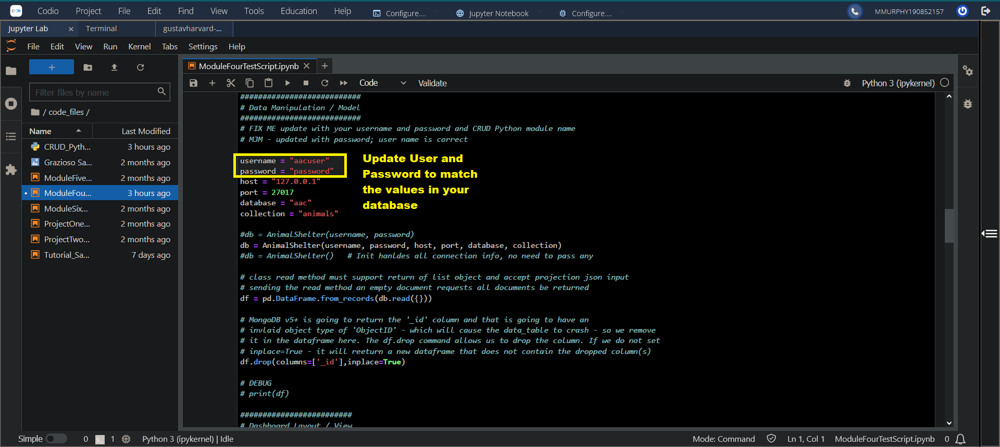 Codio Project File Edit Find View Tools Education Help Configure.... Jupyter Notebook Configure.... MMURPHY190852157
Jupyter Lab Terminal gustavharvard-...
File Edit View Run Kernel Tabs Settings Help
+
ModuleFourTestScript.ipynb
Code Validate Python 3 (ipykernel)
Filter files by name
/ code_files /
Name Last Modified
CRUD_Pyth... 3 hours ago
Grazioso Sa... 2 months ago
ModuleFive... 2 months ago
ModuleFou... 3 hours ago
ModuleSix... 2 months ago
ProjectOne... 2 months ago
ProjectTwo... 2 months ago
Tutorial_Sa... 7 days ago
###########################
# Data Manipulation / Model
###########################
# FIX ME update with your username and password and CRUD Python module name
# MJM - updated with password; user name is correct
username = "aacuser"
password = "password"
host = "127.0.0.1"
port = 27017
database = "aac"
collection = "animals"
Update User and
Password to match
the values in your
database
#db = AnimalShelter(username, password)
db = AnimalShelter(username, password, host, port, database, collection)
#db = AnimalShelter() # Init hanldes all connection info, no need to pass any
# class read method must support return of list object and accept projection json input
# sending the read method an empty document requests all documents be returned
df = pd.DataFrame.from_records(db.read({}))
# MongoDB v5+ is going to return the '_id' column and that is going to have an
# invlaid object type of 'ObjectID' - which will cause the data_table to crash - so we remove
# it in the dataframe here. The df.drop command allows us to drop the column. If we do not set
# inplace=True - it will reeturn a new dataframe that does not contain the dropped column(s)
df.drop(columns=['_id'],inplace=True)
# DEBUG
# print(df)
#########################
# Dashboard Layout / View
Simple 0 1 Python 3 (ipykernel) | Idle Mode: Command Ln 1, Col 1 ModuleFourTestScript.ipynb 0